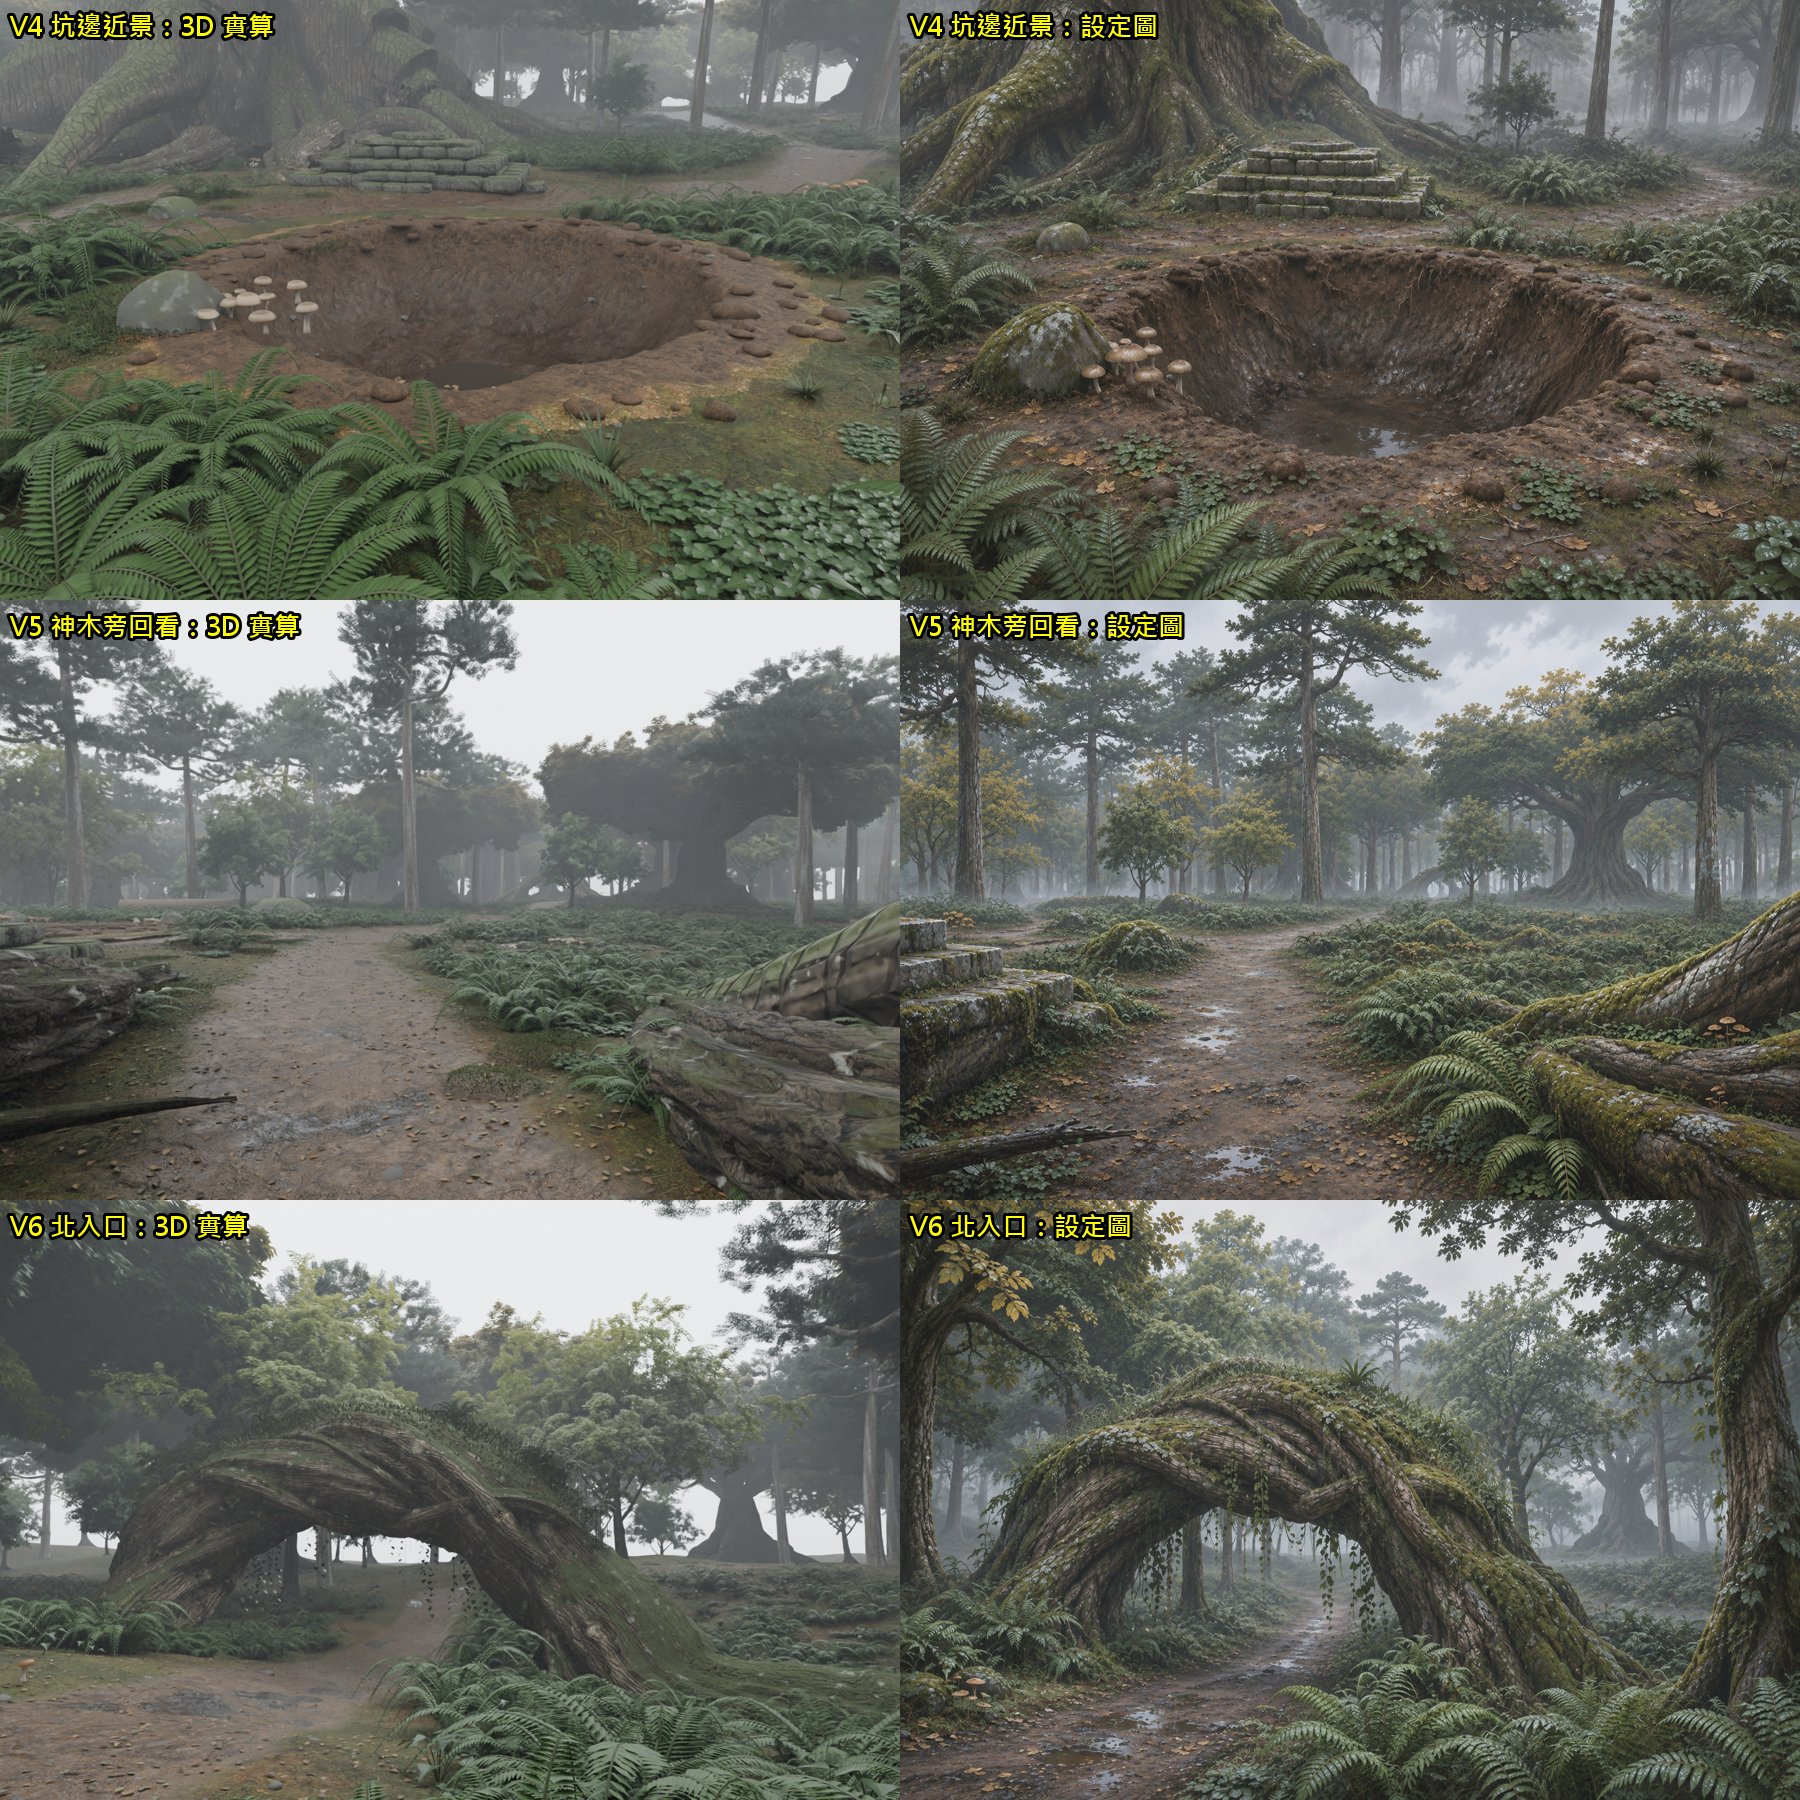 V4 坑邊近景：3D 實算
V4 坑邊近景：設定圖
V5 神木旁回看：3D 實算
V5 神木旁回看：設定圖
V6 北入口：3D 實算
V6 北入口：設定圖